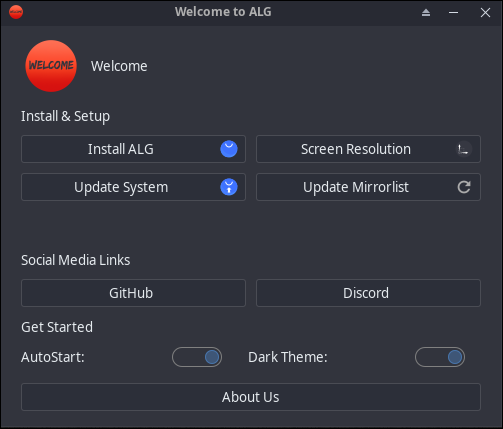 Welcome to ALG
WELCOME
Welcome
Install & Setup
Install ALG
Screen Resolution
Update System
Update Mirrorlist
Social Media Links
GitHub
Discord
Get Started
AutoStart:
Dark Theme:
About Us